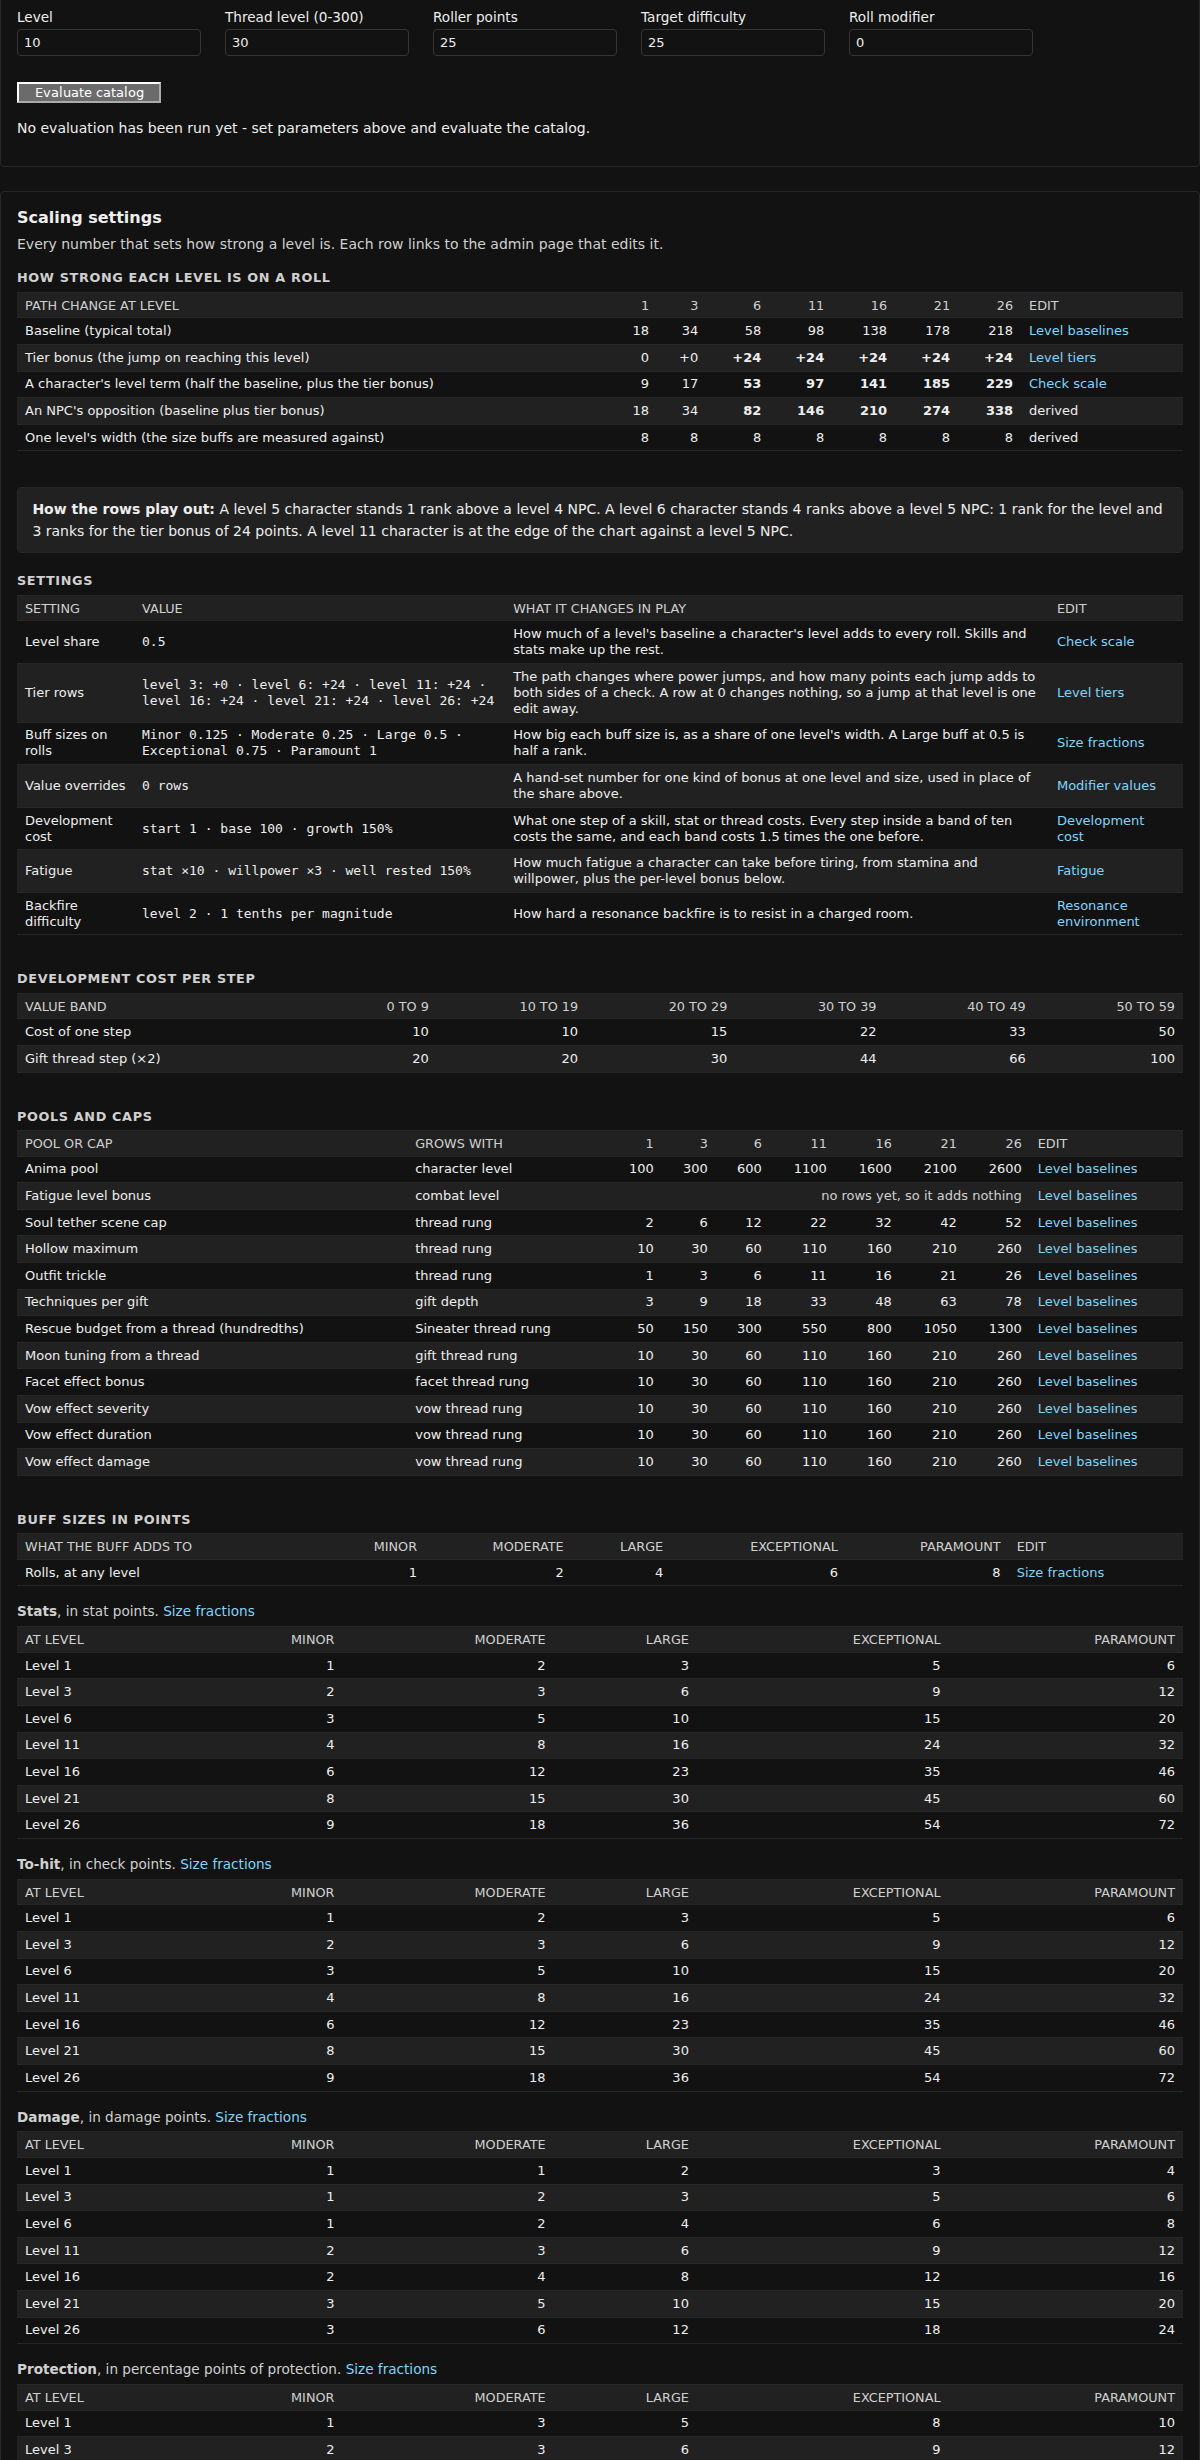 Level Thread level (0-300) Roller points Target difficulty Roll modifier
10 30 25 25 0
Evaluate catalog
No evaluation has been run yet - set parameters above and evaluate the catalog.
Scaling settings
Every number that sets how strong a level is. Each row links to the admin page that edits it.
HOW STRONG EACH LEVEL IS ON A ROLL
PATH CHANGE AT LEVEL 1 3 6 11 16 21 26 EDIT
Baseline (typical total) 18 34 58 98 138 178 218 Level baselines
Tier bonus (the jump on reaching this level) 0 +0 +24 +24 +24 +24 +24 Level tiers
A character's level term (half the baseline, plus the tier bonus) 9 17 53 97 141 185 229 Check scale
An NPC's opposition (baseline plus tier bonus) 18 34 82 146 210 274 338 derived
One level's width (the size buffs are measured against) 8 8 8 8 8 8 8 derived
How the rows play out: A level 5 character stands 1 rank above a level 4 NPC. A level 6 character stands 4 ranks above a level 5 NPC: 1 rank for the level and
3 ranks for the tier bonus of 24 points. A level 11 character is at the edge of the chart against a level 5 NPC.
SETTINGS
SETTING VALUE WHAT IT CHANGES IN PLAY EDIT
Level share 0.5 How much of a level's baseline a character's level adds to every roll. Skills and
stats make up the rest. Check scale
Tier rows level 3: +0 · level 6: +24 · level 11: +24 ·
level 16: +24 · level 21: +24 · level 26: +24 The path changes where power jumps, and how many points each jump adds to
both sides of a check. A row at 0 changes nothing, so a jump at that level is one
edit away. Level tiers
Buff sizes on
rolls Minor 0.125 · Moderate 0.25 · Large 0.5 ·
Exceptional 0.75 · Paramount 1 How big each buff size is, as a share of one level's width. A Large buff at 0.5 is
half a rank. Size fractions
Value overrides 0 rows A hand-set number for one kind of bonus at one level and size, used in place of
the share above. Modifier values
Development
cost start 1 · base 100 · growth 150% What one step of a skill, stat or thread costs. Every step inside a band of ten
costs the same, and each band costs 1.5 times the one before. Development
cost
Fatigue stat ×10 · willpower ×3 · well rested 150% How much fatigue a character can take before tiring, from stamina and
willpower, plus the per-level bonus below. Fatigue
Backfire
difficulty level 2 · 1 tenths per magnitude How hard a resonance backfire is to resist in a charged room. Resonance
environment
DEVELOPMENT COST PER STEP
VALUE BAND 0 TO 9 10 TO 19 20 TO 29 30 TO 39 40 TO 49 50 TO 59
Cost of one step 10 10 15 22 33 50
Gift thread step (×2) 20 20 30 44 66 100
POOLS AND CAPS
POOL OR CAP GROWS WITH 1 3 6 11 16 21 26 EDIT
Anima pool character level 100 300 600 1100 1600 2100 2600 Level baselines
Fatigue level bonus combat level no rows yet, so it adds nothing Level baselines
Soul tether scene cap thread rung 2 6 12 22 32 42 52 Level baselines
Hollow maximum thread rung 10 30 60 110 160 210 260 Level baselines
Outfit trickle thread rung 1 3 6 11 16 21 26 Level baselines
Techniques per gift gift depth 3 9 18 33 48 63 78 Level baselines
Rescue budget from a thread (hundredths) Sineater thread rung 50 150 300 550 800 1050 1300 Level baselines
Moon tuning from a thread gift thread rung 10 30 60 110 160 210 260 Level baselines
Facet effect bonus facet thread rung 10 30 60 110 160 210 260 Level baselines
Vow effect severity vow thread rung 10 30 60 110 160 210 260 Level baselines
Vow effect duration vow thread rung 10 30 60 110 160 210 260 Level baselines
Vow effect damage vow thread rung 10 30 60 110 160 210 260 Level baselines
BUFF SIZES IN POINTS
WHAT THE BUFF ADDS TO MINOR MODERATE LARGE EXCEPTIONAL PARAMOUNT EDIT
Rolls, at any level 1 2 4 6 8 Size fractions
Stats, in stat points. Size fractions
AT LEVEL MINOR MODERATE LARGE EXCEPTIONAL PARAMOUNT
Level 1 1 2 3 5 6
Level 3 2 3 6 9 12
Level 6 3 5 10 15 20
Level 11 4 8 16 24 32
Level 16 6 12 23 35 46
Level 21 8 15 30 45 60
Level 26 9 18 36 54 72
To-hit, in check points. Size fractions
AT LEVEL MINOR MODERATE LARGE EXCEPTIONAL PARAMOUNT
Level 1 1 2 3 5 6
Level 3 2 3 6 9 12
Level 6 3 5 10 15 20
Level 11 4 8 16 24 32
Level 16 6 12 23 35 46
Level 21 8 15 30 45 60
Level 26 9 18 36 54 72
Damage, in damage points. Size fractions
AT LEVEL MINOR MODERATE LARGE EXCEPTIONAL PARAMOUNT
Level 1 1 1 2 3 4
Level 3 1 2 3 5 6
Level 6 1 2 4 6 8
Level 11 2 3 6 9 12
Level 16 2 4 8 12 16
Level 21 3 5 10 15 20
Level 26 3 6 12 18 24
Protection, in percentage points of protection. Size fractions
AT LEVEL MINOR MODERATE LARGE EXCEPTIONAL PARAMOUNT
Level 1 1 3 5 8 10
Level 3 2 3 6 9 12